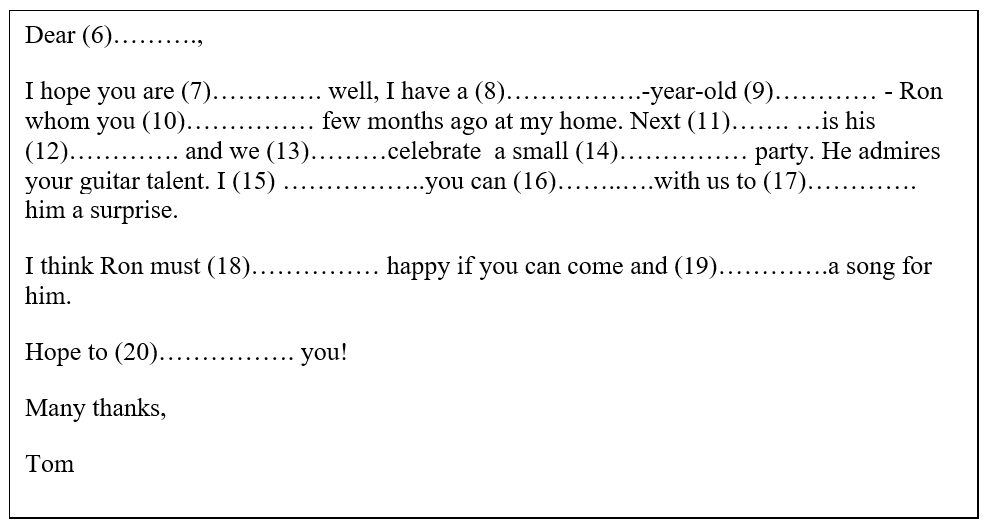 Dear (6)……….,
I hope you are (7)…………. well, I have a (8)…………….-year-old (9)………… - Ron
whom you (10)…………… few months ago at my home. Next (11)……. …is his
(12)…………. and we (13)………celebrate a small (14)…………… party. He admires
your guitar talent. I (15) ……………..you can (16)……..….with us to (17)………….
him a surprise.
I think Ron must (18)…………… happy if you can come and (19)………….a song for
him.
Hope to (20)……………. you!
Many thanks,
Tom